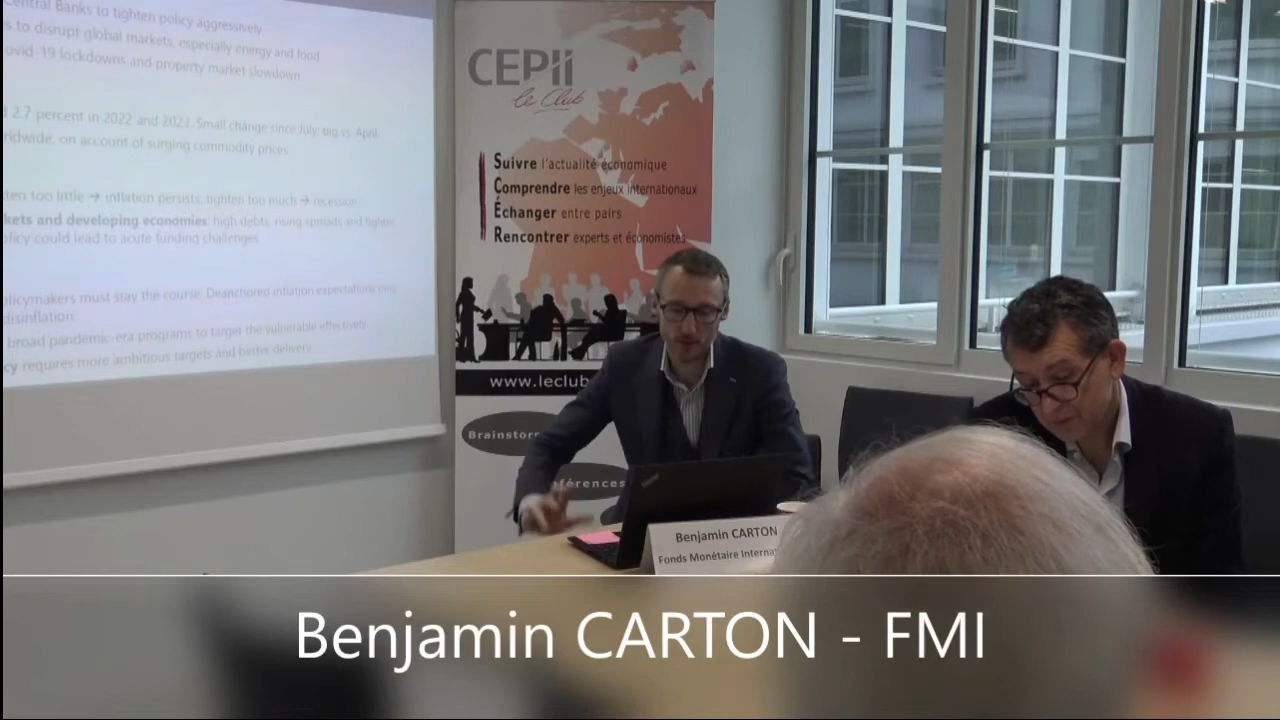 Central Banks to tighten policy aggressively
s to disrupt global markets, especially energy and food
ovid-19 lockdowns and property market slowdown
2.7 percent in 2022 and 2023. Small change since July; big vs. April.
ldwide, on account of surging commodity prices
ten too little → inflation persists; tighten too much → recession
kets and developing economies: high debts, rising spreads and tighter
olicy could lead to acute funding challenges
olicymakers must stay the course. Deanchored inflation expectations
disinflation.
broad pandemic-era programs to target the vulnerable effectively
cy requires more ambitious targets and better delivery
CEPII
le Club
Suivre l'actualité économique
Comprendre les enjeux internationaux
Échanger entre pairs
Rencontrer experts et économistes
www.leclub
Brainstor
férences
Benjamin CARTON
Fonds Monétaire Internat
Benjamin CARTON - FMI